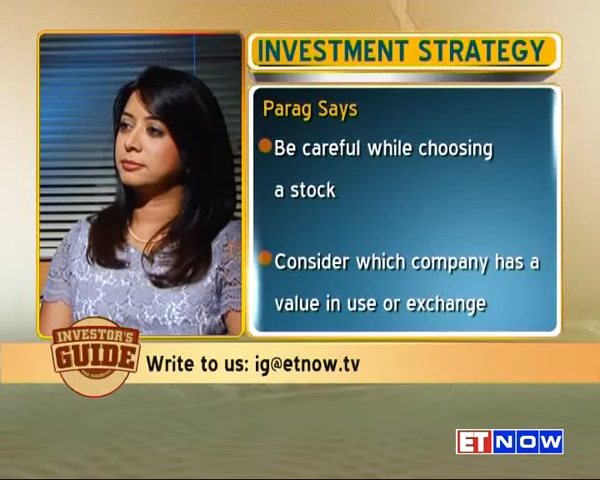 INVESTMENT STRATEGY
Parag Says
Be careful while choosing
a stock
Consider which company has a
value in use or exchange
INVESTOR'S
GUIDE
Write to us: ig@etnow.tv
ET NOW